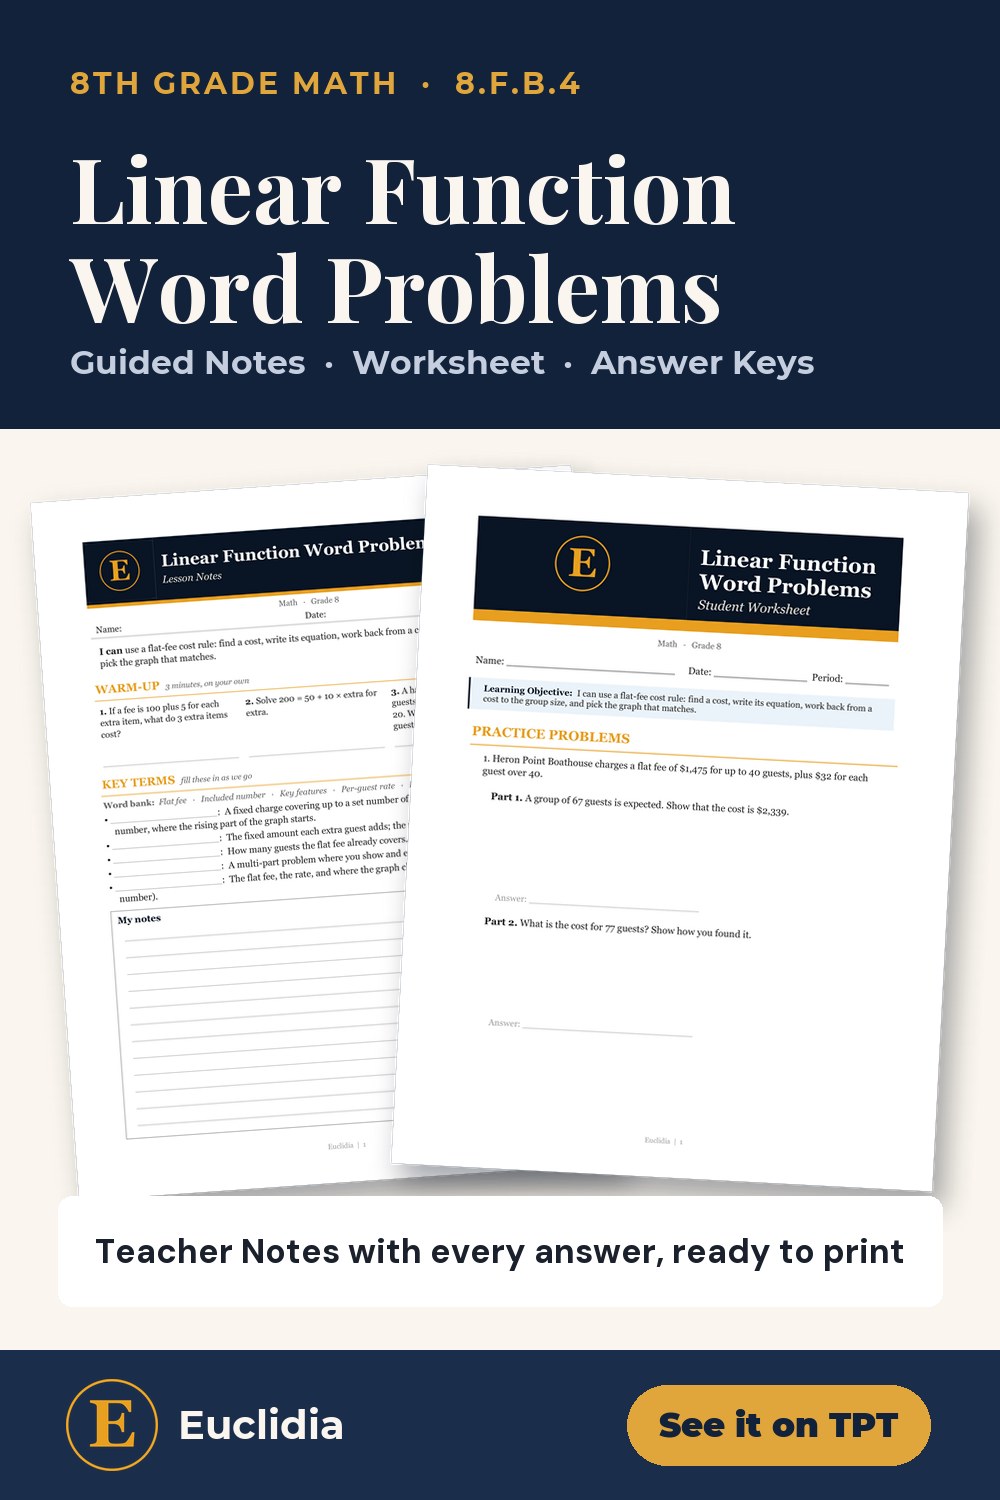 8TH GRADE MATH · 8.F.B.4
Linear Function
Word Problems
Guided Notes · Worksheet · Answer Keys
E
Linear Function Word Problem
Lesson Notes
Math · Grade 8
Name:
Date:
I can use a flat-fee cost rule: find a cost, write its equation, work back from a c
pick the graph that matches.
WARM-UP 3 minutes, on your own
1. If a fee is 100 plus 5 for each
extra item, what do 3 extra items
cost?
2. Solve 200 = 50 + 10 × extra for
extra.
3. A h
guests
20. W
guest
KEY TERMS fill these in as we go
Word bank: Flat fee · Included number · Key features · Per-guest rate ·
• : A fixed charge covering up to a set number of
number, where the rising part of the graph starts.
• : The fixed amount each extra guest adds; the
• : How many guests the flat fee already covers.
• : A multi-part problem where you show and e
• : The flat fee, the rate, and where the graph c
number).
My notes
Euclidia | 1
E
Linear Function
Word Problems
Student Worksheet
Math · Grade 8
Name: Date: Period:
Learning Objective: I can use a flat-fee cost rule: find a cost, write its equation, work back from a
cost to the group size, and pick the graph that matches.
PRACTICE PROBLEMS
1. Heron Point Boathouse charges a flat fee of $1,475 for up to 40 guests, plus $32 for each
guest over 40.
Part 1. A group of 67 guests is expected. Show that the cost is $2,339.
Answer:
Part 2. What is the cost for 77 guests? Show how you found it.
Answer:
Euclidia | 1
Teacher Notes with every answer, ready to print
E
Euclidia
See it on TPT